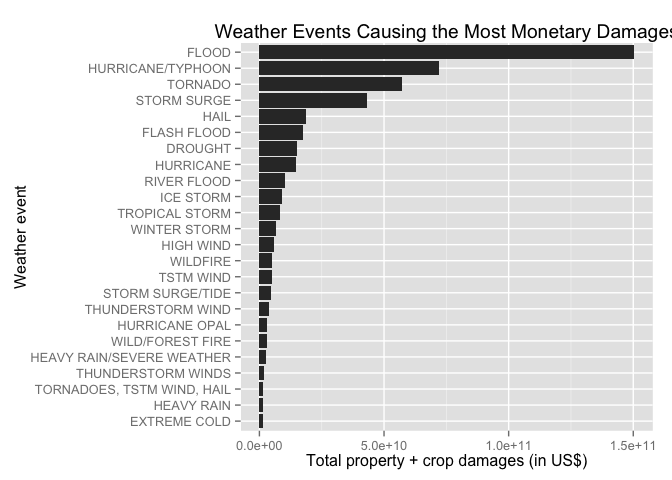 Weather Events Causing the Most Monetary Damages
FLOOD
HURRICANE/TYPHOON
TORNADO
STORM SURGE
HAIL
FLASH FLOOD
DROUGHT
HURRICANE
RIVER FLOOD
ICE STORM
TROPICAL STORM
WINTER STORM
HIGH WIND
WILDFIRE
TSTM WIND
STORM SURGE/TIDE
THUNDERSTORM WIND
HURRICANE OPAL
WILD/FOREST FIRE
HEAVY RAIN/SEVERE WEATHER
THUNDERSTORM WINDS
TORNADOES, TSTM WIND, HAIL
HEAVY RAIN
EXTREME COLD
Weather event
0.0e+00 5.0e+10 1.0e+11 1.5e+11
Total property + crop damages (in US$)